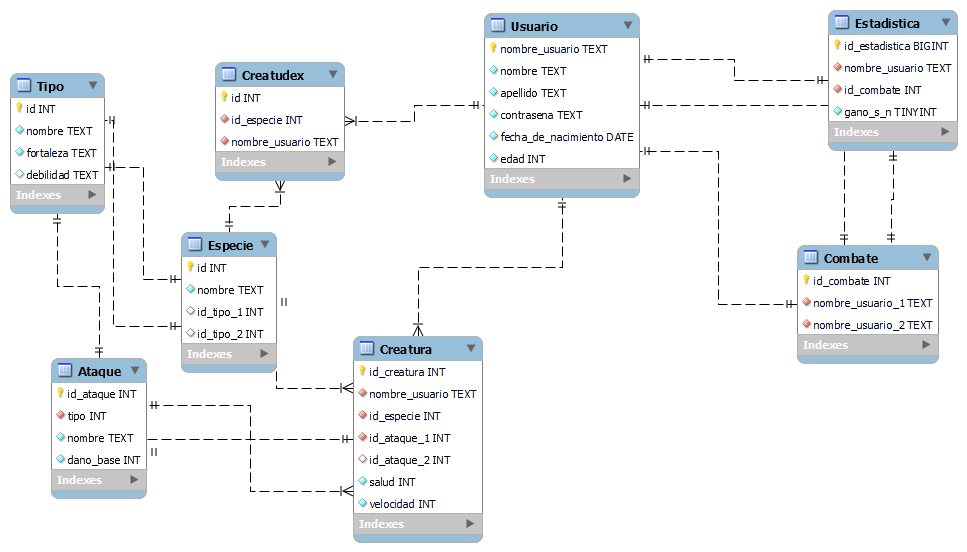 Tipo
id INT
nombre TEXT
fortaleza TEXT
debilidad TEXT
Indexes
Creatudex
id INT
id_especie INT
nombre_usuario TEXT
Indexes
Usuario
nombre_usuario TEXT
nombre TEXT
apellido TEXT
contrasena TEXT
fecha_de_nacimiento DATE
edad INT
Indexes
Estadistica
id_estadistica BIGINT
nombre_usuario TEXT
id_combate INT
gano_s_n TINYINT
Indexes
Especie
id INT
nombre TEXT
id_tipo_1 INT
id_tipo_2 INT
Indexes
Combate
id_combate INT
nombre_usuario_1 TEXT
nombre_usuario_2 TEXT
Indexes
Ataque
id_ataque INT
tipo INT
nombre TEXT
dano_base INT
Indexes
Creatura
id_creatura INT
nombre_usuario TEXT
id_especie INT
id_ataque_1 INT
id_ataque_2 INT
salud INT
velocidad INT
Indexes